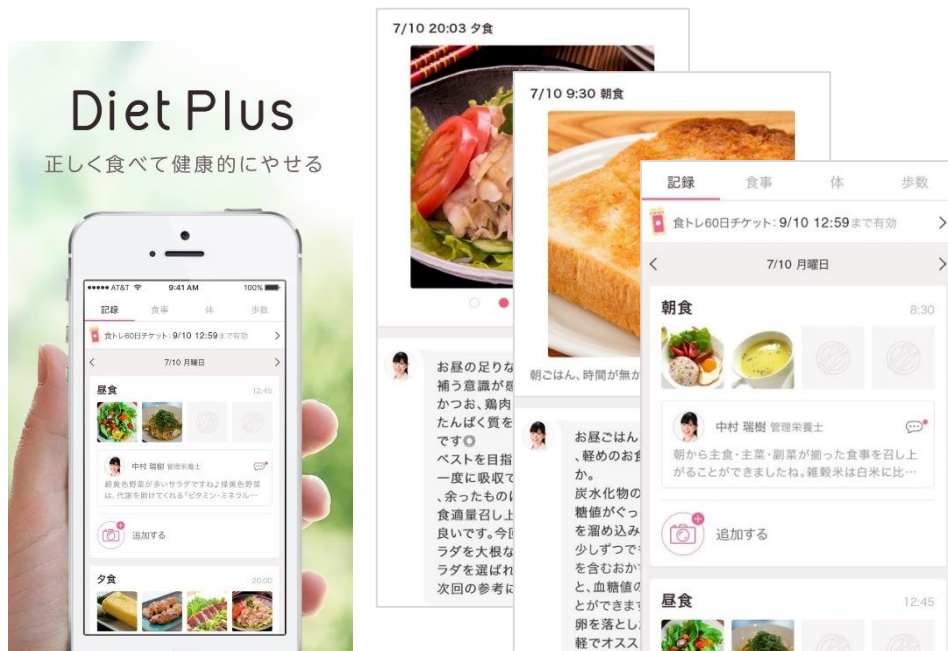 Diet Plus
正しく食べて健康的にやせる
AT&T
9:41 AM
100%
記録
食事
体
歩数
食トレ60日チケット: 9/10 12:59まで有効
7/10 月曜日
昼食
12:45
中村 瑞樹 管理栄養士
緑黄色野菜が多いサラダですね♪緑黄色野菜
は、代謝を助けてくれる「ビタミン・ミネラル…
追加する
夕食
20:00
7/10 20:03 夕食
お昼の足りな
補う意識が
かつお、鶏肉
たんぱく質を
です◎
ベストを目指
一度に吸収で
、余ったもの
食適量召し上
良いです。今回
ラダを大根な
ラダを選ばれ
次回の参考に
7/10 9:30 朝食
朝ごはん、時間が無か
お昼ごはん
、軽めのお食
か。
炭水化物の
糖値がぐっ
を溜め込み
少しずつで
を含むおか
と、血糖値の
とができます
卵を落とし
軽でオスス
記録
食事
体
歩数
食トレ60日チケット: 9/10 12:59まで有効
7/10 月曜日
朝食
8:30
中村 瑞樹 管理栄養士
朝から主食・主菜・副菜が揃った食事を召し上
がることができましたね。雑穀米は白米に比…
追加する
昼食
12:45